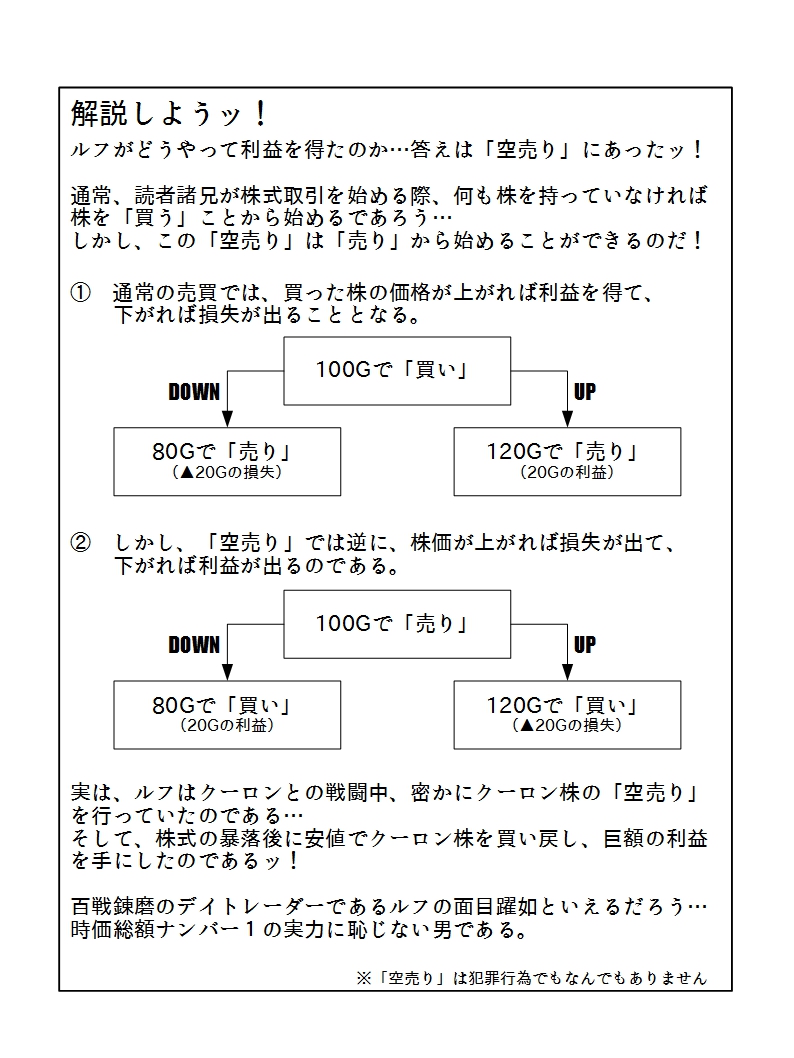 解説しようッ！
ルフがどうやって利益を得たのか…答えは「空売り」にあったッ！
通常、読者諸兄が株式取引を始める際、何も株を持っていなければ
株を「買う」ことから始めるであろう…
しかし、この「空売り」は「売り」から始めることができるのだ！
①　通常の売買では、買った株の価格が上がれば利益を得て、
下がれば損失が出ることとなる。
100Gで「買い」
DOWN
UP
80Gで「売り」
（▲20Gの損失）
120Gで「売り」
（20Gの利益）
②　しかし、「空売り」では逆に、株価が上がれば損失が出て、
下がれば利益が出るのである。
100Gで「売り」
DOWN
UP
80Gで「買い」
（20Gの利益）
120Gで「買い」
（▲20Gの損失）
実は、ルフはクーロンとの戦闘中、密かにクーロン株の「空売り」
を行っていたのである…
そして、株式の暴落後に安値でクーロン株を買い戻し、巨額の利益
を手にしたのであるッ！
百戦錬磨のデイトレーダーであるルフの面目躍如といえるだろう…
時価総額ナンバー１の実力に恥じない男である。
※「空売り」は犯罪行為でもなんでもありません